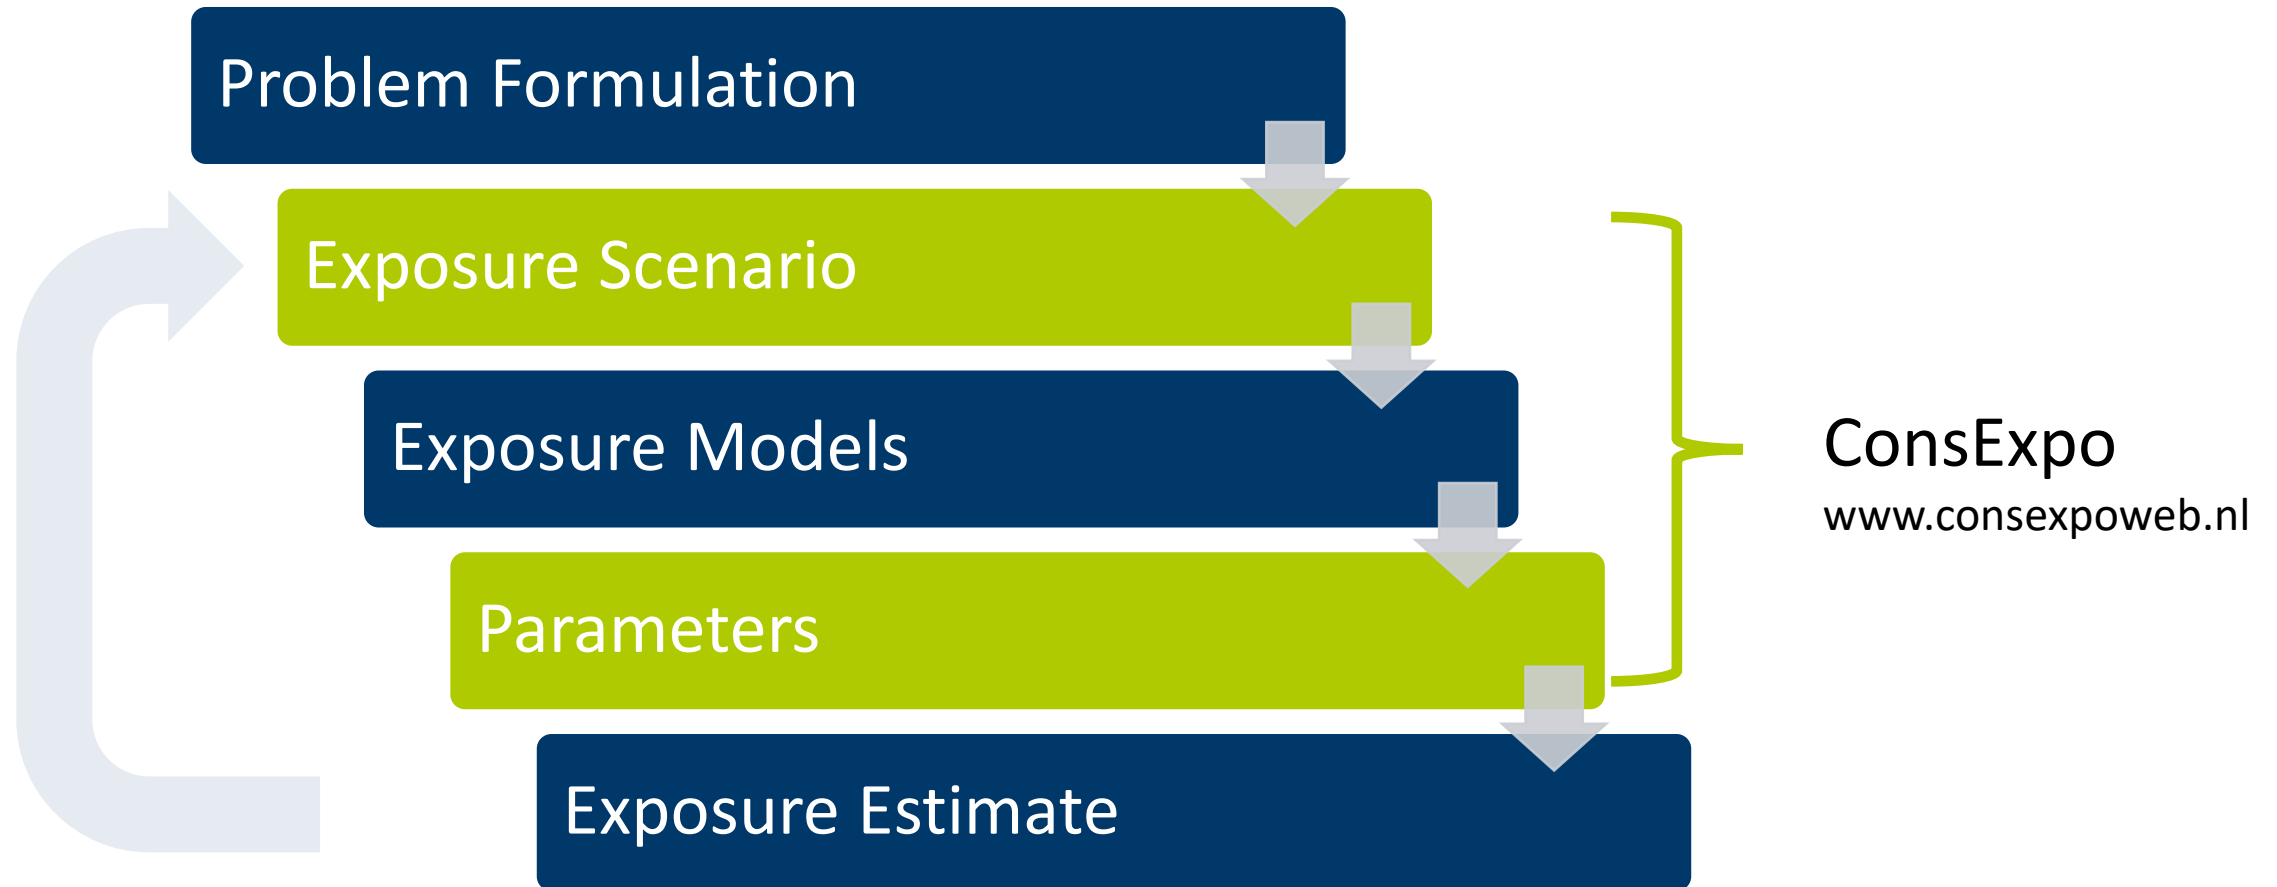 Problem Formulation
Exposure Scenario
Exposure Models
Parameters
Exposure Estimate
ConsExpo
www.consexpoweb.nl